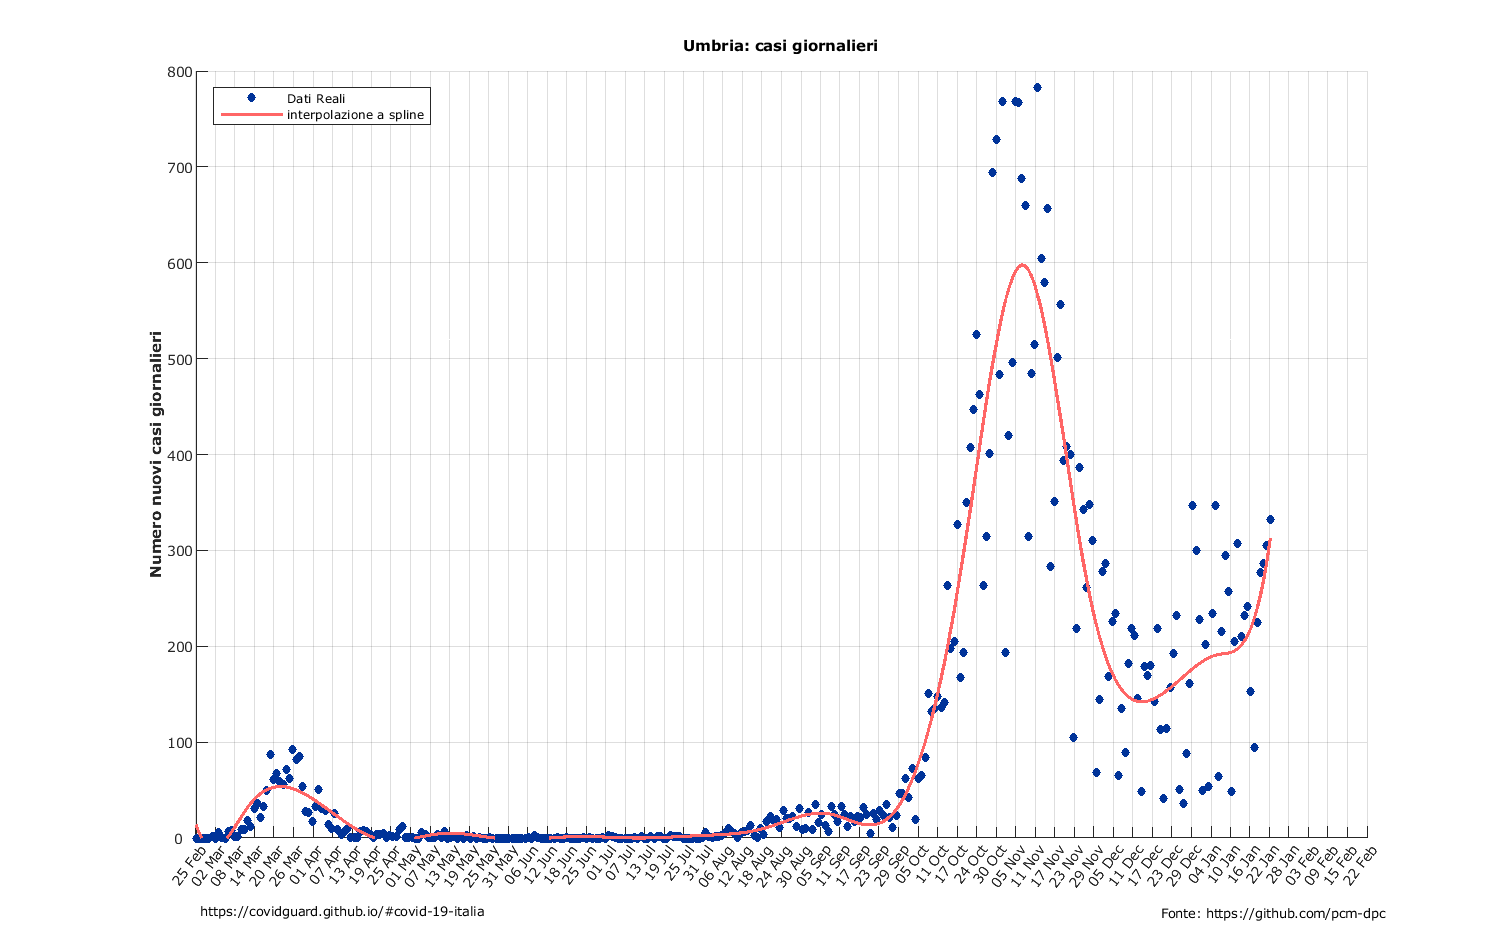 Umbria: casi giornalieri
Dati Reali
interpolazione a spline
Numero nuovi casi giornalieri
800
700
600
500
400
300
200
100
0
25 Feb
02 Mar
08 Mar
14 Mar
20 Mar
26 Mar
01 Apr
07 Apr
13 Apr
19 Apr
25 Apr
01 May
07 May
13 May
19 May
25 May
31 May
06 Jun
12 Jun
18 Jun
25 Jun
01 Jul
07 Jul
13 Jul
19 Jul
25 Jul
31 Jul
06 Aug
12 Aug
18 Aug
24 Aug
30 Aug
05 Sep
11 Sep
17 Sep
23 Sep
29 Oct
05 Oct
11 Oct
17 Oct
24 Oct
30 Oct
05 Nov
11 Nov
17 Nov
23 Nov
29 Nov
05 Dec
11 Dec
17 Dec
23 Dec
29 Dec
04 Jan
10 Jan
16 Jan
22 Jan
28 Jan
03 Feb
09 Feb
15 Feb
22 Feb
https://covidguard.github.io/#covid-19-italia
Fonte: https://github.com/pcm-dpc